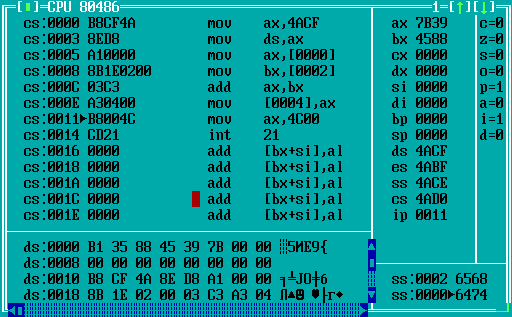 [■]=CPU 80486 1=[↑][↓]
cs:0000 B8CF4A mov ax,4ACF
cs:0003 8ED8 mov ds,ax
cs:0005 A10000 mov ax,[0000]
cs:0008 8B1E0200 mov bx,[0002]
cs:000C 03C3 add ax,bx
cs:000E A30400 mov [0004],ax
cs:0011►B8004C mov ax,4C00
cs:0014 CD21 int 21
cs:0016 0000 add [bx+si],al
cs:0018 0000 add [bx+si],al
cs:001A 0000 add [bx+si],al
cs:001C 0000 add [bx+si],al
cs:001E 0000 add [bx+si],al
ax 7B39 c=0
bx 4588 z=0
cx 0000 s=0
dx 0000 o=0
si 0000 p=1
di 0000 a=0
bp 0000 i=1
sp 0000 d=0
ds 4ACF
es 4ABF
ss 4ACE
cs 4AD0
ip 0011
ds:0000 B1 35 88 45 39 7B 00 00 ▒5êE9{
ds:0008 00 00 00 00 00 00 00 00
ds:0010 B8 CF 4A 8E D8 A1 00 00
ds:0018 8B 1E 02 00 03 C3 A3 04
ss:0002 6568
ss:0000►6474